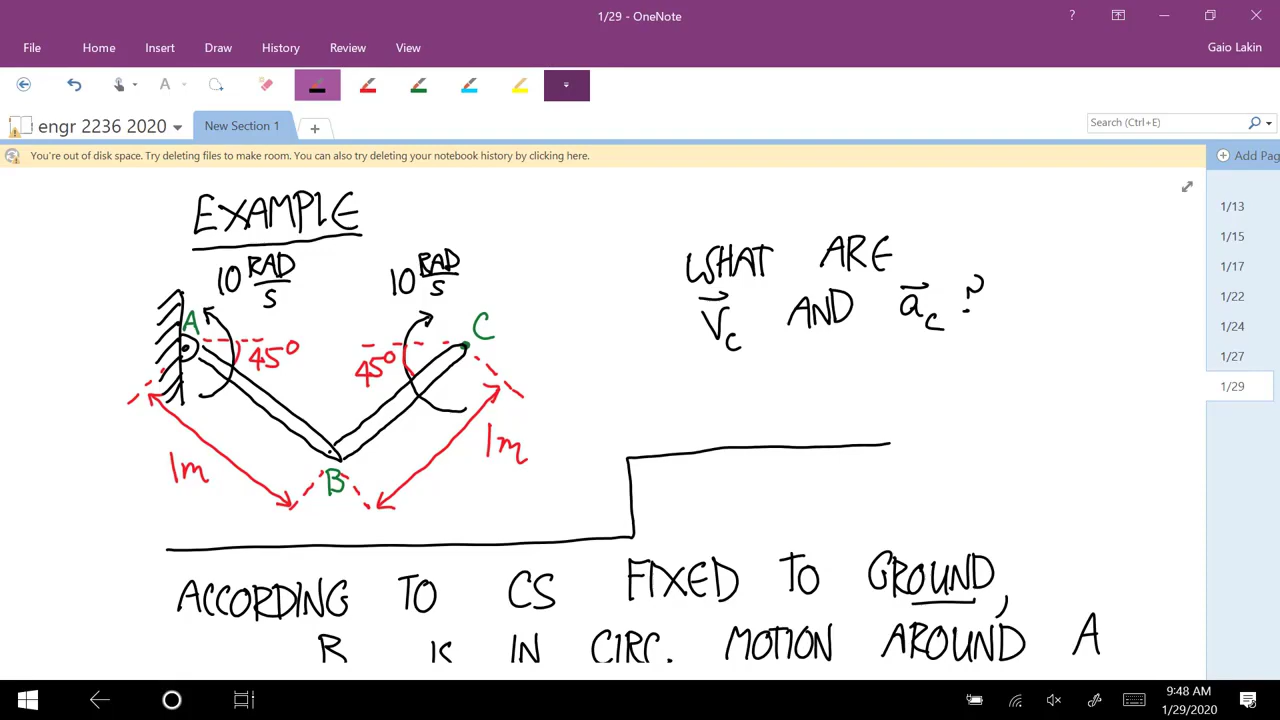 1/29 - OneNote
?
File Home Insert Draw History Review View
Gaio Lakin
A
engr 2236 2020
New Section 1
+
Search (Ctrl+E)
You're out of disk space. Try deleting files to make room. You can also try deleting your notebook history by clicking here.
Add Pag
1/13
1/15
1/17
1/22
1/24
1/27
1/29
EXAMPLE
10 RAD/S
10 RAD/S
A
C
45°
45°
1m
1m
B
WHAT ARE
V⃗c AND a⃗c ?
ACCORDING TO CS FIXED TO GROUND,
B IS IN CIRC. MOTION AROUND A
9:48 AM
1/29/2020